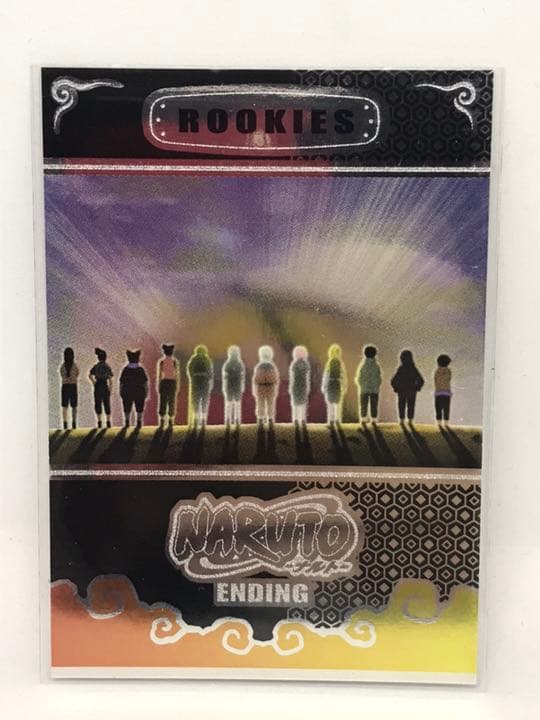 ROOKIES
NARUTO
-ナルト-
ENDING